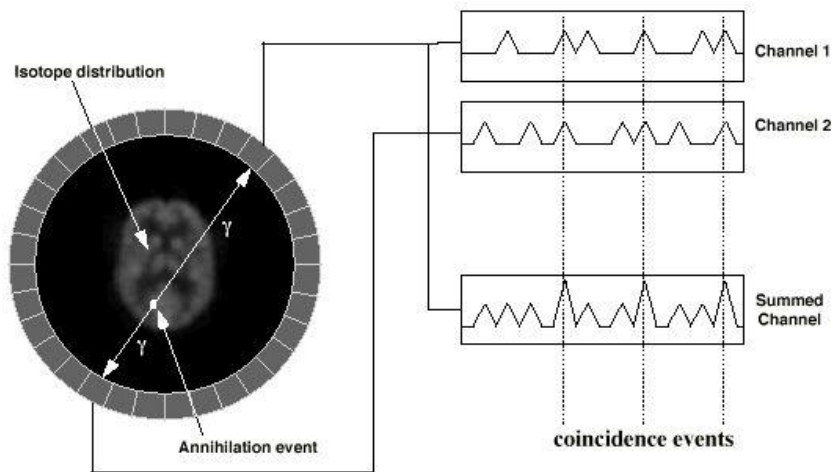 Isotope distribution
γ
γ
Annihilation event
Channel 1
Channel 2
Summed
Channel
coincidence events